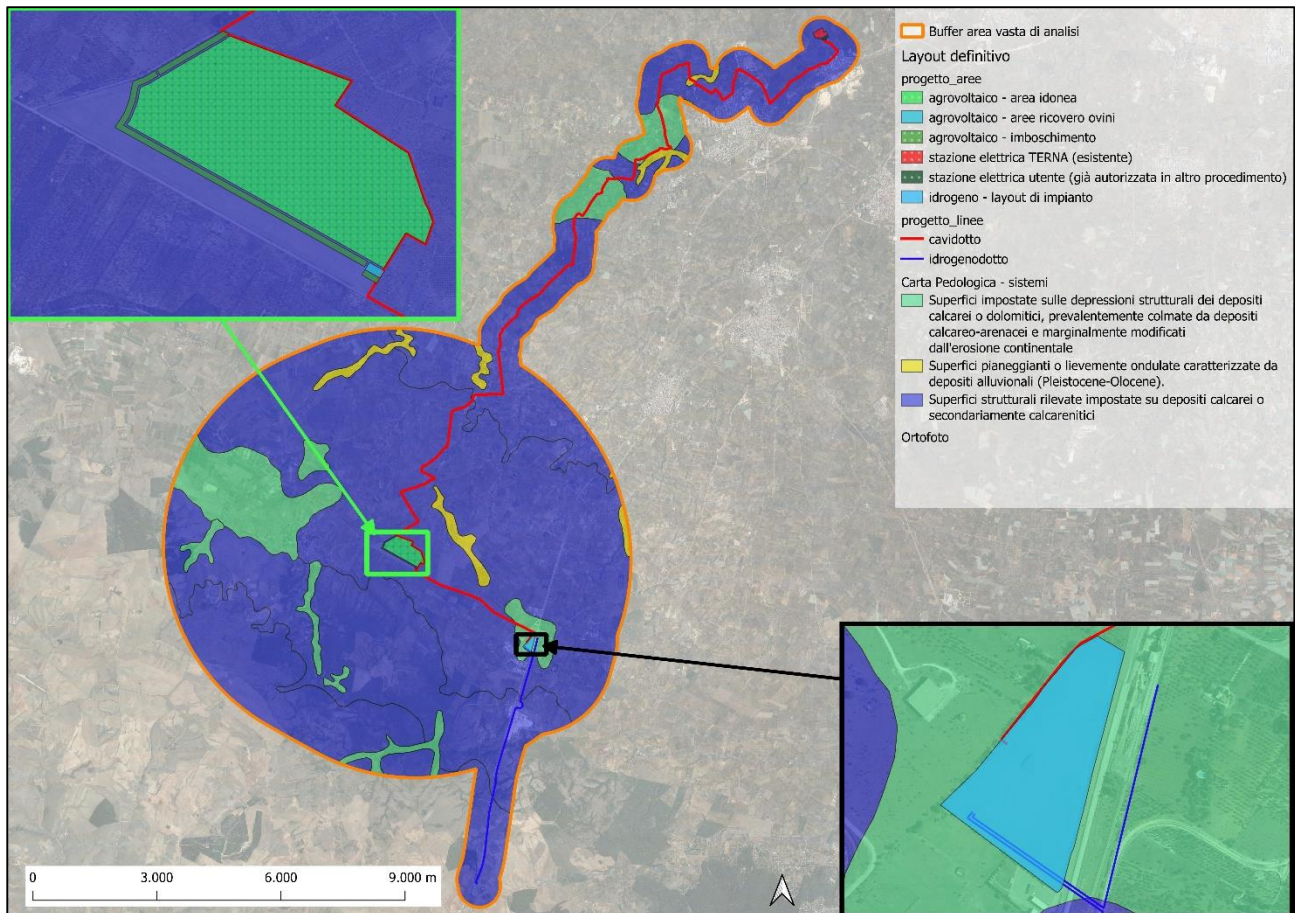 Buffer area vasta di analisi
Layout definitivo
progetto_aree
agrovoltaico - area idonea
agrovoltaico - aree ricovero ovini
agrovoltaico - imboschimento
stazione elettrica TERNA (esistente)
stazione elettrica utente (già autorizzata in altro procedimento)
idrogeno - layout di impianto
progetto_linee
cavidotto
idrogenodotto
Carta Pedologica - sistemi
Superfici impostate sulle depressioni strutturali dei depositi
calcarei o dolomitici, prevalentemente colmate da depositi
calcareo-arenacei e marginalmente modificati
dall'erosione continentale
Superfici pianeggianti o lievemente ondulate caratterizzate da
depositi alluvionali (Pleistocene-Olocene).
Superfici strutturali rilevate impostate su depositi calcarei o
secondariamente calcarenitici
Ortofoto
0 3.000 6.000 9.000 m